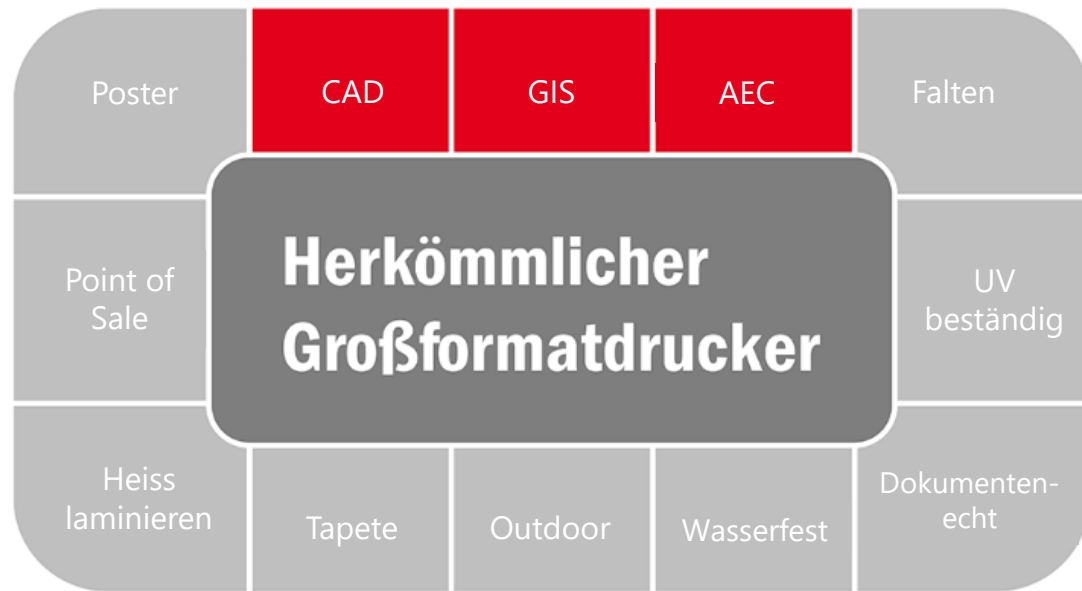 Poster
CAD
GIS
AEC
Falten
Herkömmlicher
Großformatdrucker
Point of
Sale
UV
beständig
Heiss
laminieren
Tapete
Outdoor
Wasserfest
Dokumenten-
echt